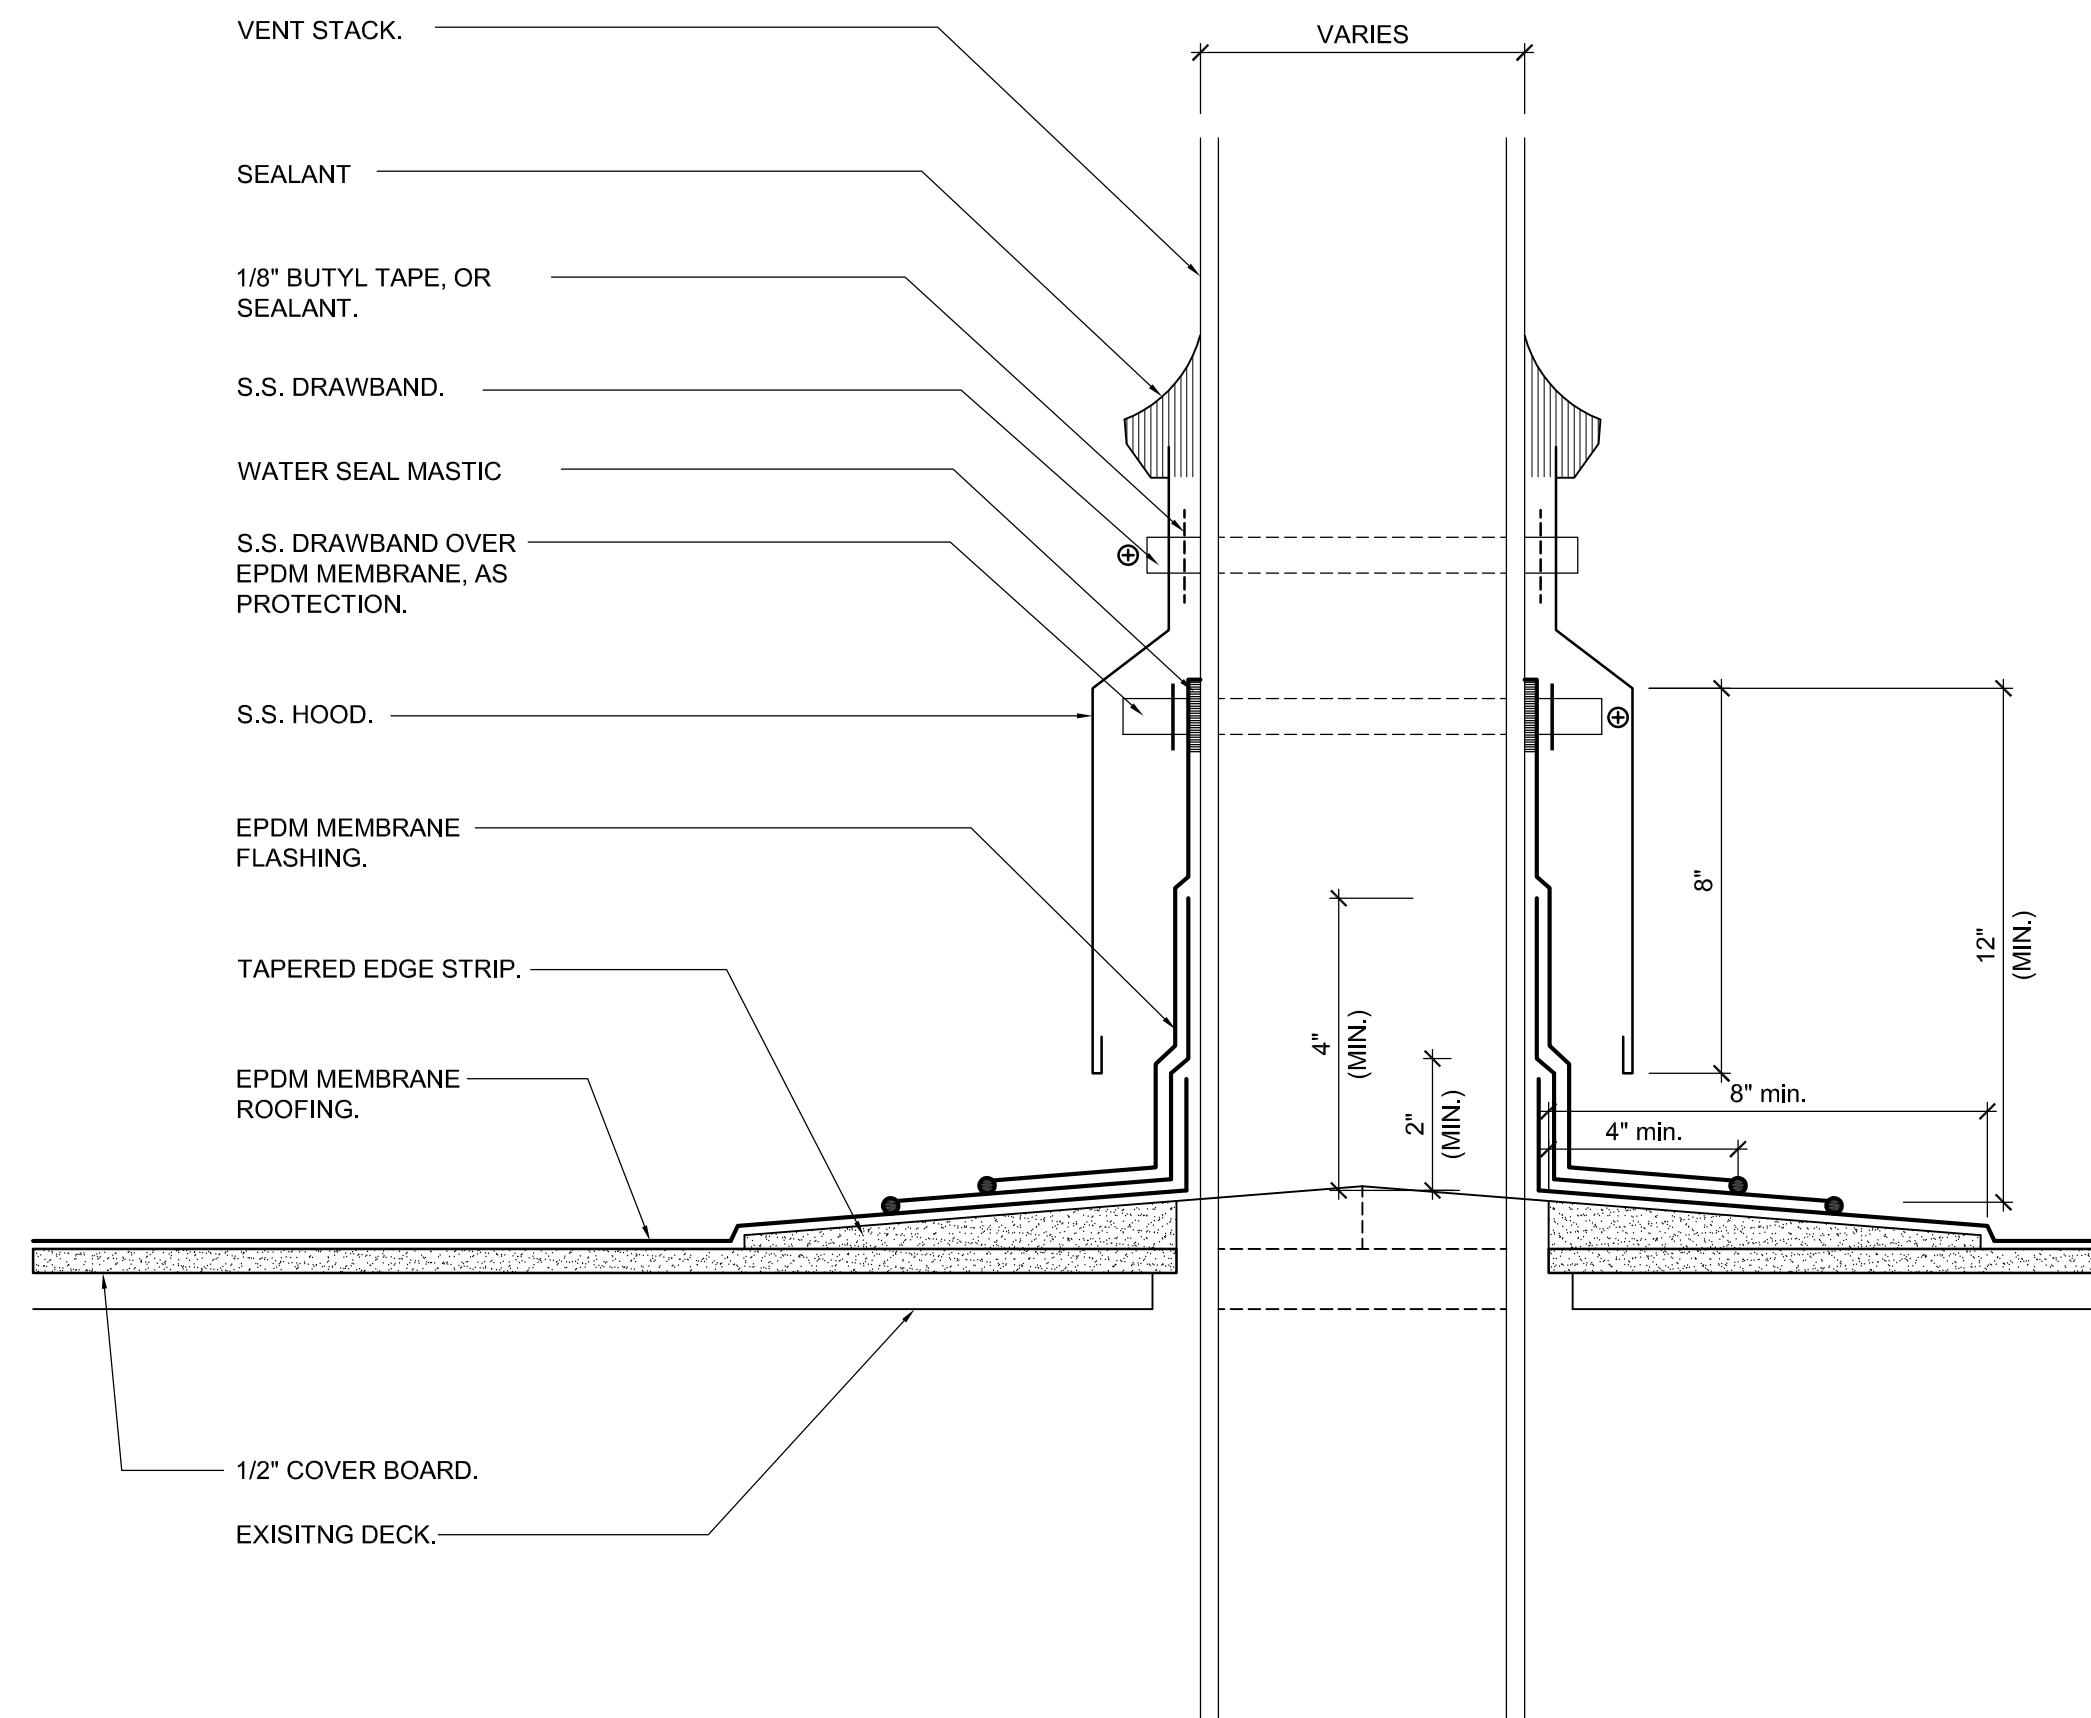 VENT STACK.
VARIES
SEALANT
1/8" BUTYL TAPE, OR
SEALANT.
S.S. DRAWBAND.
WATER SEAL MASTIC
S.S. DRAWBAND OVER
EPDM MEMBRANE, AS
PROTECTION.
S.S. HOOD.
EPDM MEMBRANE
FLASHING.
8"
12"
(MIN.)
TAPERED EDGE STRIP.
4"
(MIN.)
EPDM MEMBRANE
ROOFING.
2"
(MIN.)
8" min.
4" min.
1/2" COVER BOARD.
EXISITNG DECK.